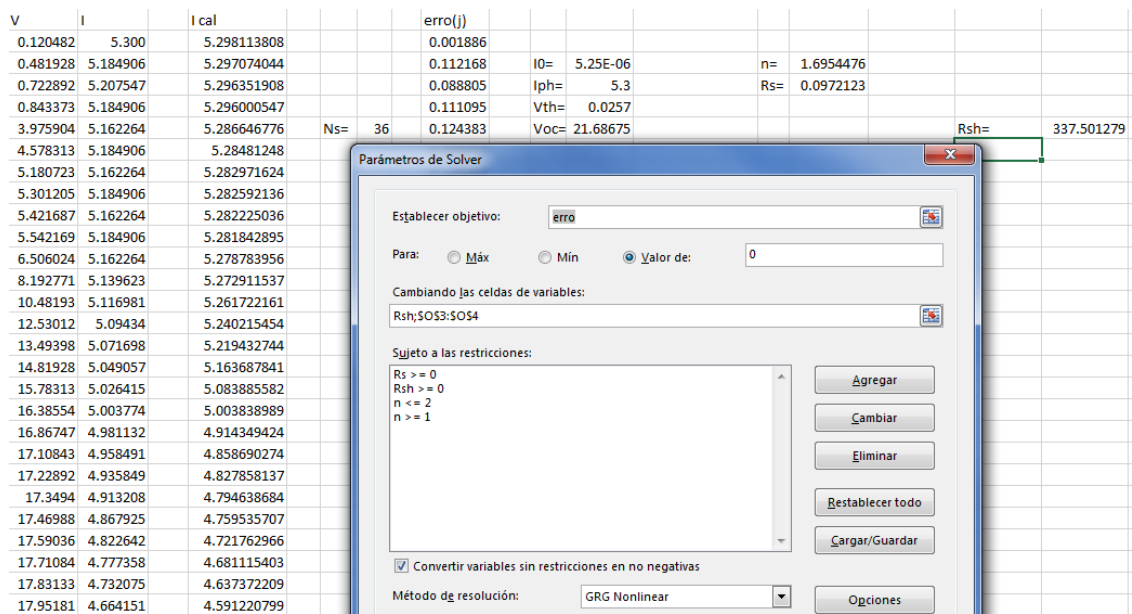 V I I cal erro(j)
0.120482 5.300 5.298113808 0.001886
0.481928 5.184906 5.297074044 0.112168 I0= 5.25E-06 n= 1.6954476
0.722892 5.207547 5.296351908 0.088805 Iph= 5.3 Rs= 0.0972123
0.843373 5.184906 5.296000547 0.111095 Vth= 0.0257
3.975904 5.162264 5.286646776 Ns= 36 0.124383 Voc= 21.68675 Rsh= 337.501279
4.578313 5.184906 5.28481248
Parámetros de Solver
5.180723 5.162264 5.282971624
5.301205 5.184906 5.282592136
5.421687 5.162264 5.282225036
Establecer objetivo: erro
5.542169 5.184906 5.281842895
6.506024 5.162264 5.278783956
Para: Máx Mín Valor de: 0
8.192771 5.139623 5.272911537
10.48193 5.116981 5.261722161
Cambiando las celdas de variables:
12.53012 5.09434 5.240215454
Rsh;$O$3:$O$4
13.49398 5.071698 5.219432744
Sujeto a las restricciones:
14.81928 5.049057 5.163687841
Rs >= 0
15.78313 5.026415 5.083885582
Rsh >= 0
Agregar
n <= 2
16.38554 5.003774 5.003838989
n >= 1
16.86747 4.981132 4.914349424
Cambiar
17.10843 4.958491 4.858690274
17.22892 4.935849 4.827858137
Eliminar
17.3494 4.913208 4.794638684
17.46988 4.867925 4.759535707
Restablecer todo
17.59036 4.822642 4.721762966
Cargar/Guardar
17.71084 4.777358 4.681115403
Convertir variables sin restricciones en no negativas
17.83133 4.732075 4.637372209
Método de resolución: GRG Nonlinear Opciones
17.95181 4.664151 4.591220799